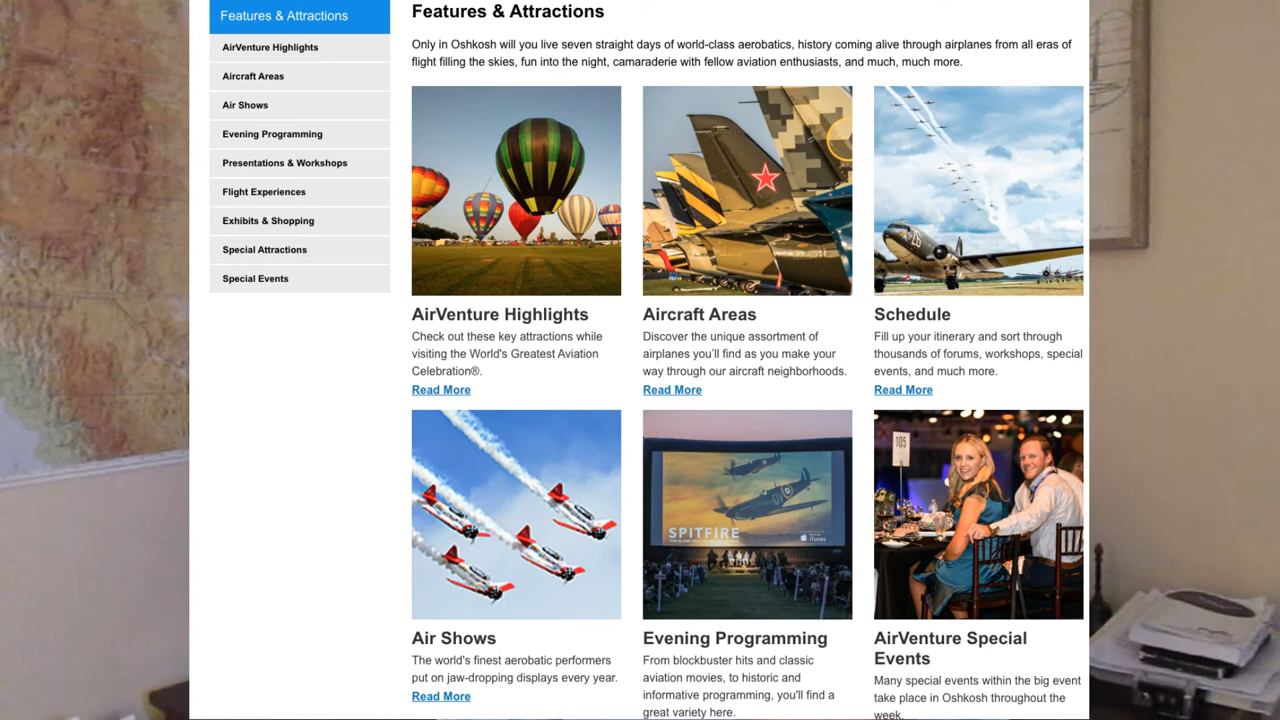 Features & Attractions
AirVenture Highlights
Aircraft Areas
Air Shows
Evening Programming
Presentations & Workshops
Flight Experiences
Exhibits & Shopping
Special Attractions
Special Events
Features & Attractions
Only in Oshkosh will you live seven straight days of world-class aerobatics, history coming alive through airplanes from all eras of
flight filling the skies, fun into the night, camaraderie with fellow aviation enthusiasts, and much, much more.
AirVenture Highlights
Check out these key attractions while
visiting the World's Greatest Aviation
Celebration®.
Read More
Aircraft Areas
Discover the unique assortment of
airplanes you’ll find as you make your
way through our aircraft neighborhoods.
Read More
Schedule
Fill up your itinerary and sort through
thousands of forums, workshops, special
events, and much more.
Read More
Air Shows
The world's finest aerobatic performers
put on jaw-dropping displays every year.
Read More
SPITFIRE
iTunes
Evening Programming
From blockbuster hits and classic
aviation movies, to historic and
informative programming, you'll find a
great variety here.
105
AirVenture Special
Events
Many special events within the big event
take place in Oshkosh throughout the
week.